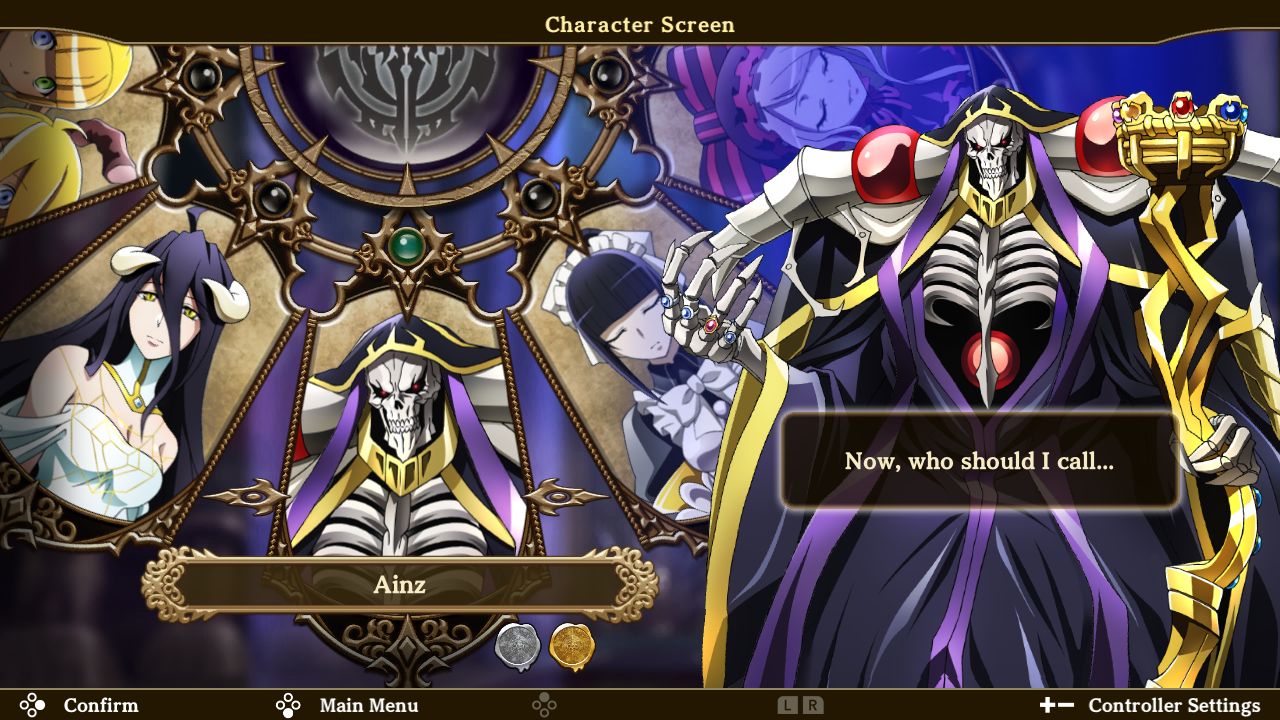 Character Screen
Now, who should I call...
Ainz
Confirm
Main Menu
L R
Controller Settings